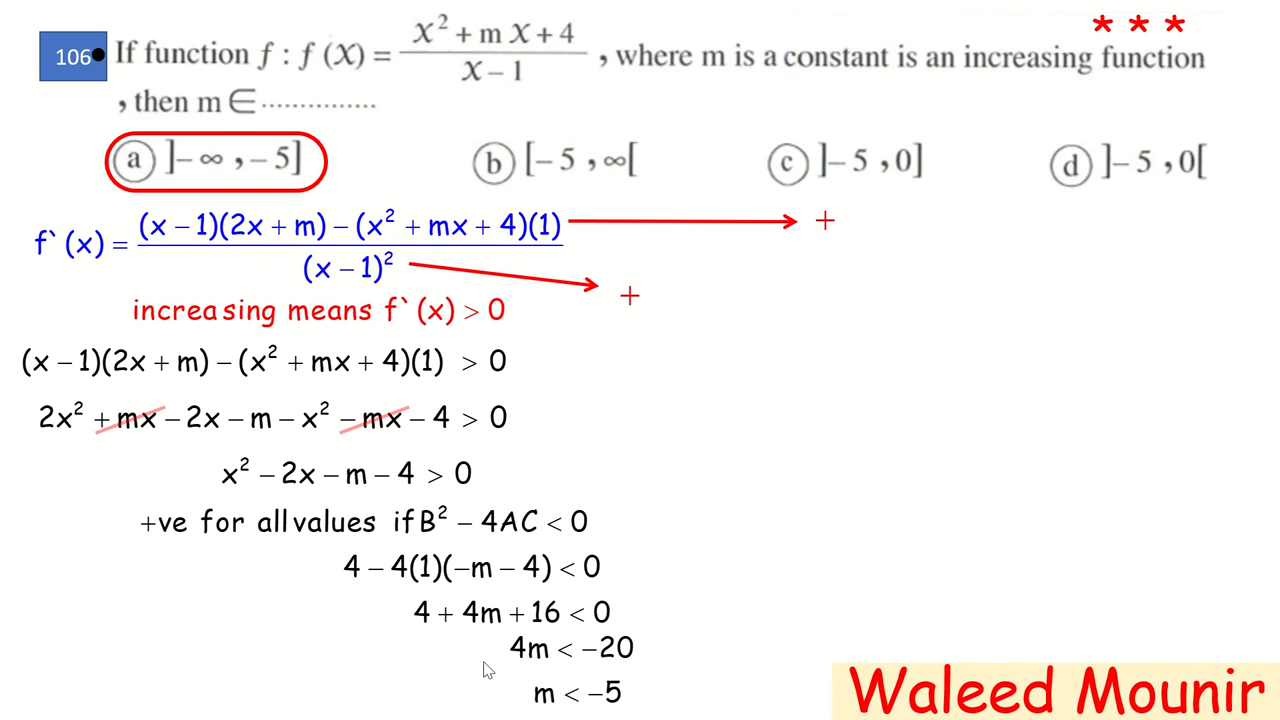 * * *
106• If function f : f (X) = (X² + m X + 4) / (X − 1) , where m is a constant is an increasing function
, then m ∈ ...............
(a) ]− ∞ , − 5]   (b) [− 5 , ∞[   (c) ]− 5 , 0]   (d) ]− 5 , 0[
f`(x) = ((x − 1)(2x + m) − (x² + mx + 4)(1)) / (x − 1)² → + → +
increasing means f`(x) > 0
(x − 1)(2x + m) − (x² + mx + 4)(1) > 0
2x² + mx − 2x − m − x² − mx − 4 > 0
x² − 2x − m − 4 > 0
+ve for all values if B² − 4AC < 0
4 − 4(1)(−m − 4) < 0
4 + 4m + 16 < 0
4m < −20
m < −5
Waleed Mounir